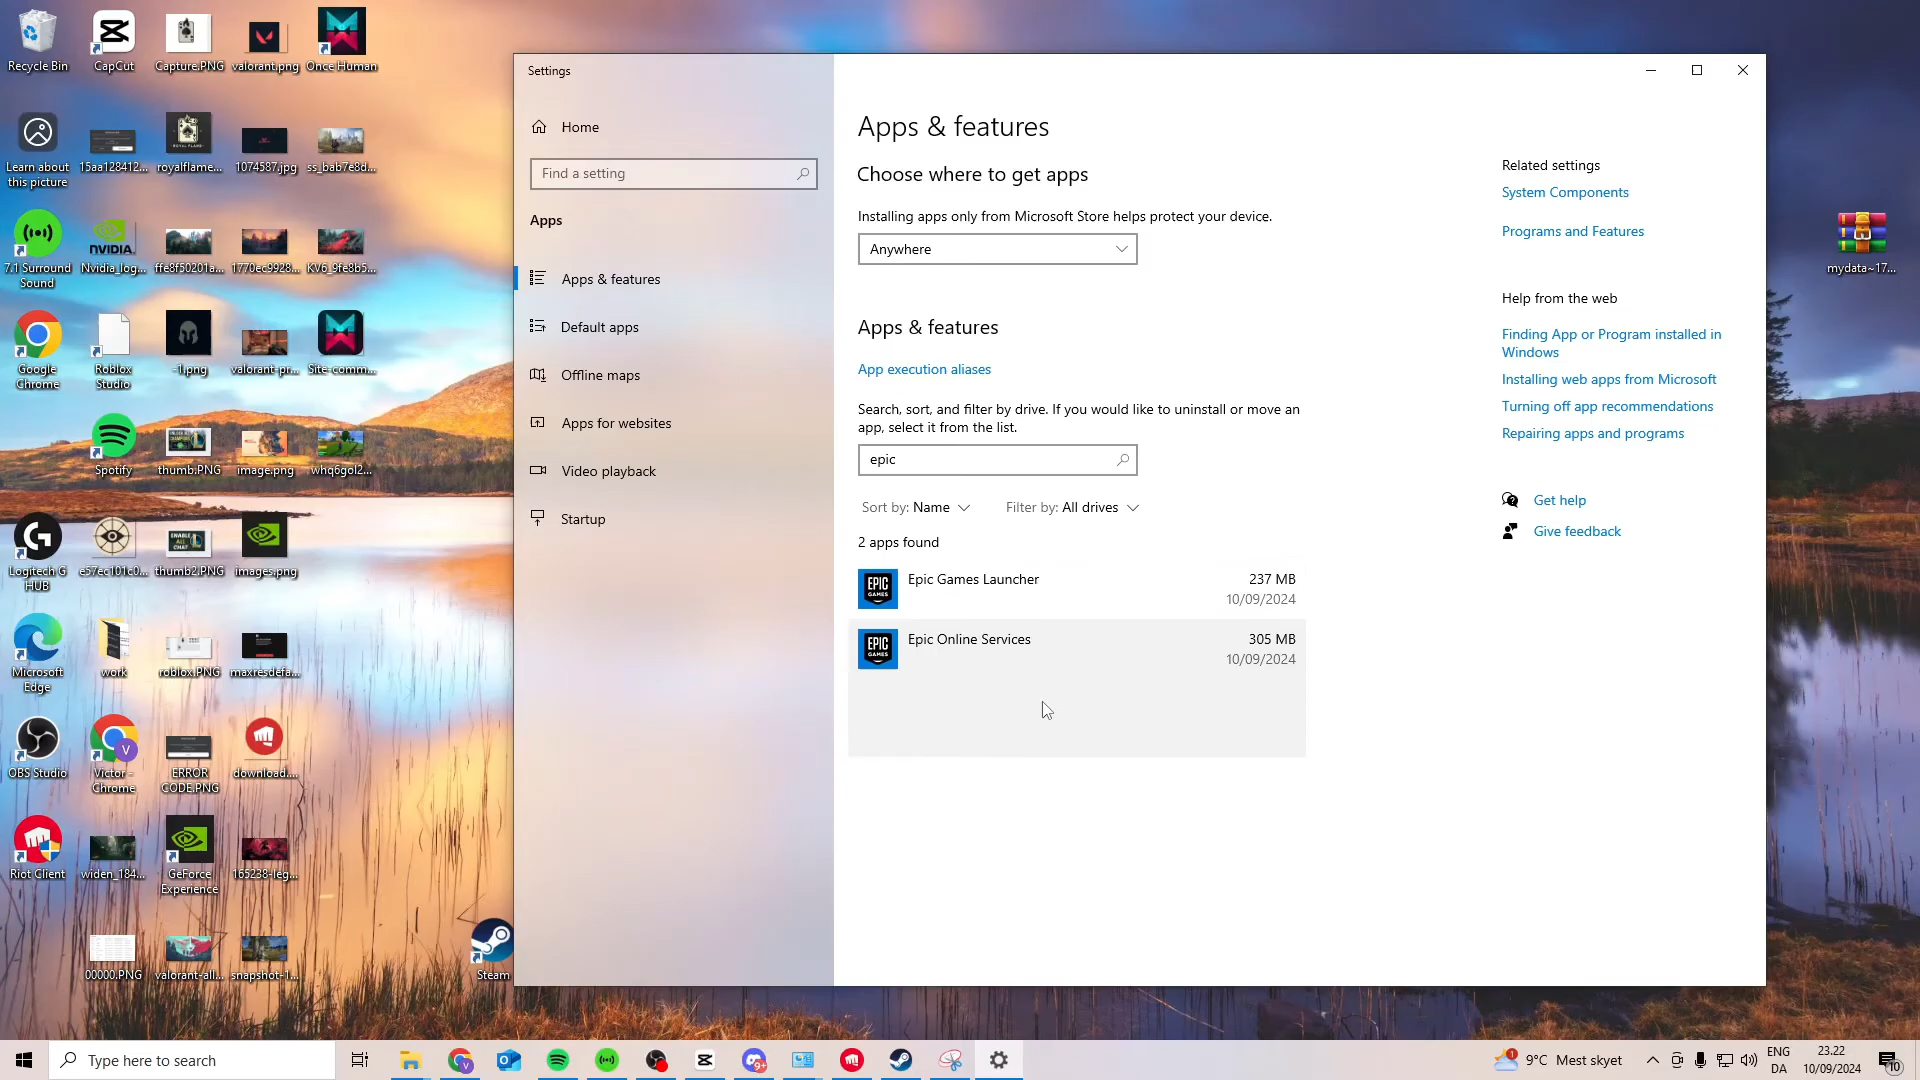 Recycle Bin
CapCut
Capture.PNG
valorant.png
Once Human
Learn about
this picture
15aa128412...
royalflame...
1074587.jpg
ss_bab7e8d...
7.1 Surround
Sound
Nvidia_log...
ffe8f50201a...
1770ec9928...
KV6_9fe8b5...
Google
Chrome
Roblox
Studio
-1.png
valorant-pr...
Site-comm...
Spotify
thumb.PNG
image.png
whq6gol2...
Logitech G
HUB
e57ec101c0...
thumb2.PNG
images.png
Microsoft
Edge
work
roblox.PNG
maxresdefa...
OBS Studio
Victor -
Chrome
ERROR
CODE.PNG
download....
Riot Client
widen_184...
GeForce
Experience
165238-leg...
00000.PNG
valorant-all...
snapshot-1...
Steam
mydata~17...
Settings
Home
Find a setting
Apps
Apps & features
Default apps
Offline maps
Apps for websites
Video playback
Startup
Apps & features
Choose where to get apps
Installing apps only from Microsoft Store helps protect your device.
Anywhere
Apps & features
App execution aliases
Search, sort, and filter by drive. If you would like to uninstall or move an
app, select it from the list.
epic
Sort by: Name
Filter by: All drives
2 apps found
EPIC
GAMES
Epic Games Launcher
237 MB
10/09/2024
EPIC
GAMES
Epic Online Services
305 MB
10/09/2024
Related settings
System Components
Programs and Features
Help from the web
Finding App or Program installed in
Windows
Installing web apps from Microsoft
Turning off app recommendations
Repairing apps and programs
Get help
Give feedback
Type here to search
9°C Mest skyet
ENG
DA
23.22
10/09/2024
10